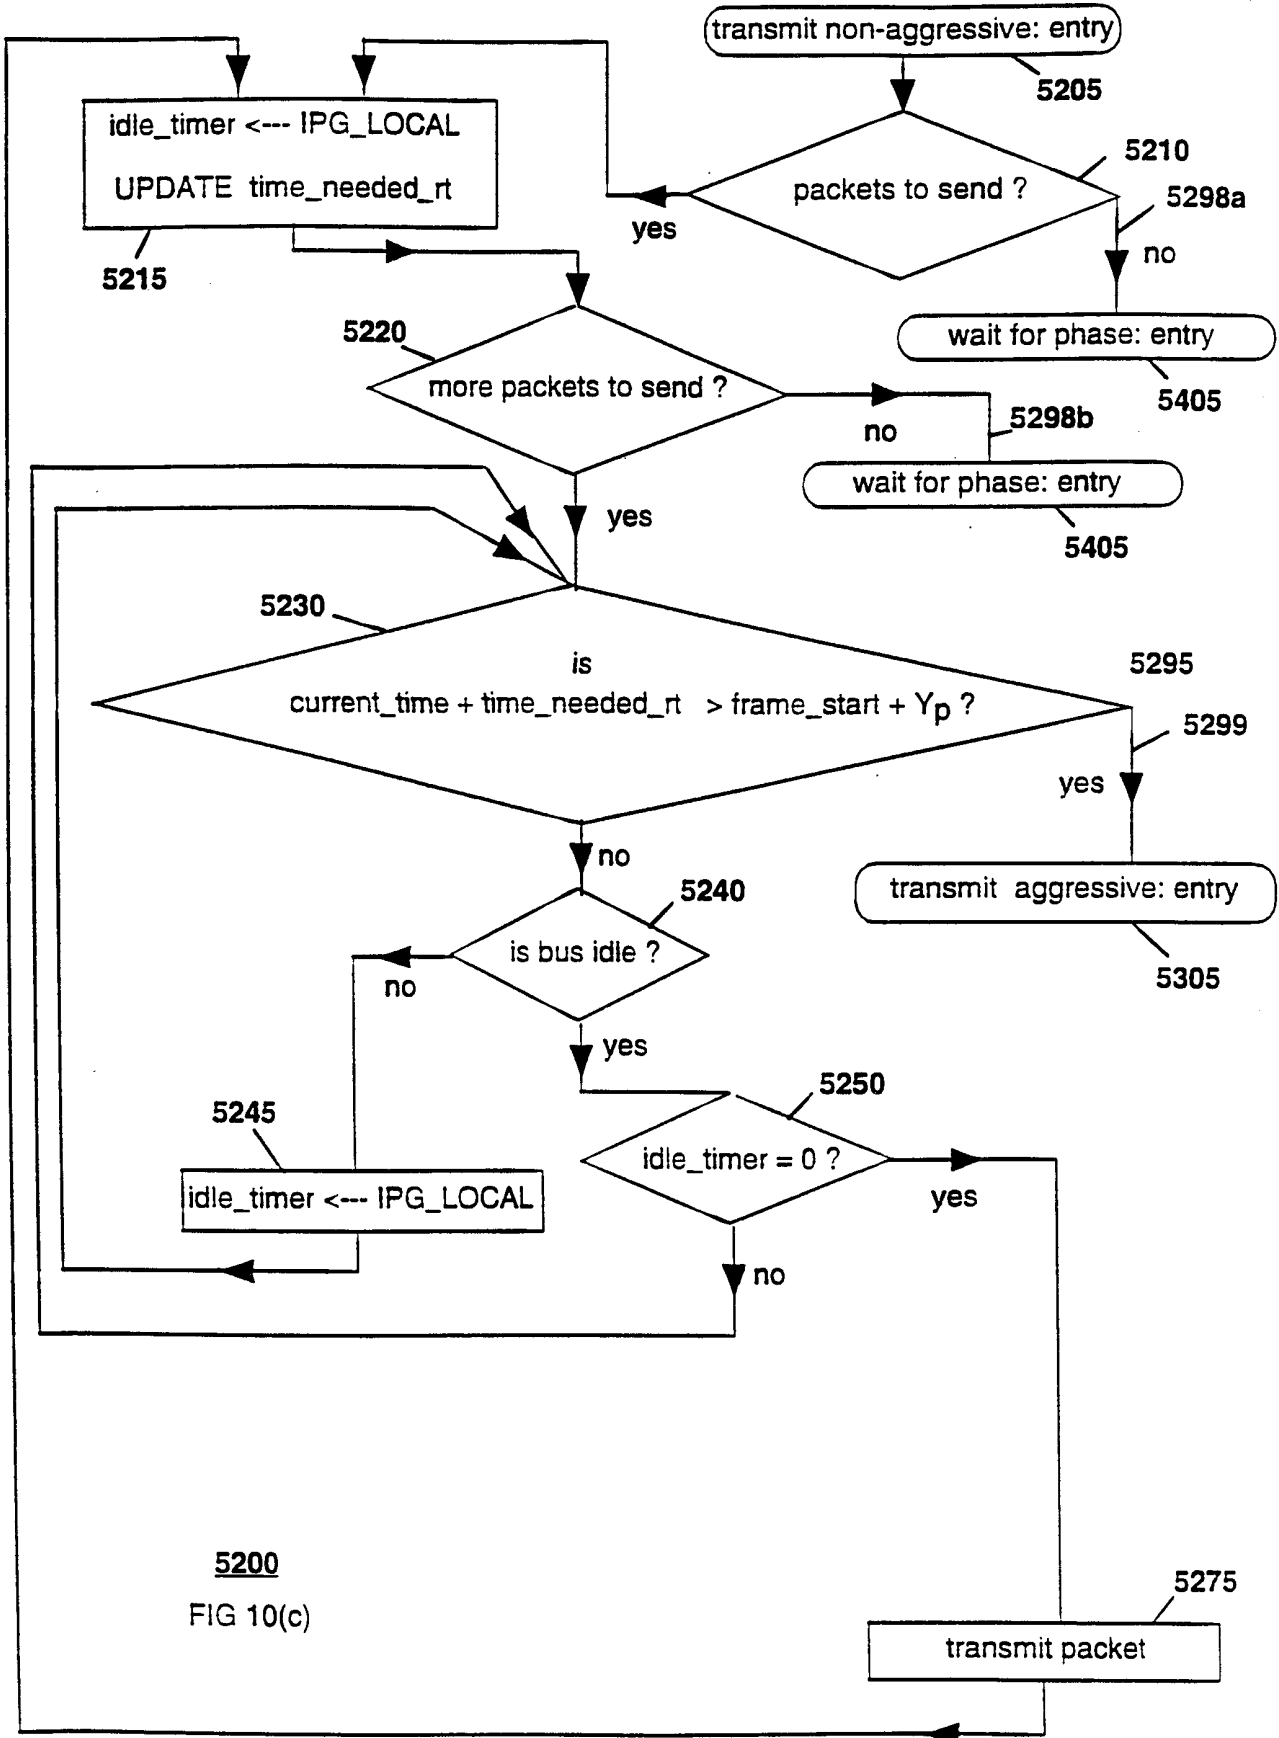 transmit non-aggressive: entry
5205
idle_timer <--- IPG_LOCAL
UPDATE time_needed_rt
5215
packets to send ?
5210
5298a
yes
no
wait for phase: entry
5405
5220
more packets to send ?
no
5298b
wait for phase: entry
5405
yes
5230
is
current_time + time_needed_rt > frame_start + Yp ?
5295
5299
yes
no
transmit aggressive: entry
5305
5240
is bus idle ?
no
yes
5245
idle_timer <--- IPG_LOCAL
5250
idle_timer = 0 ?
yes
no
5200
FIG 10(c)
5275
transmit packet